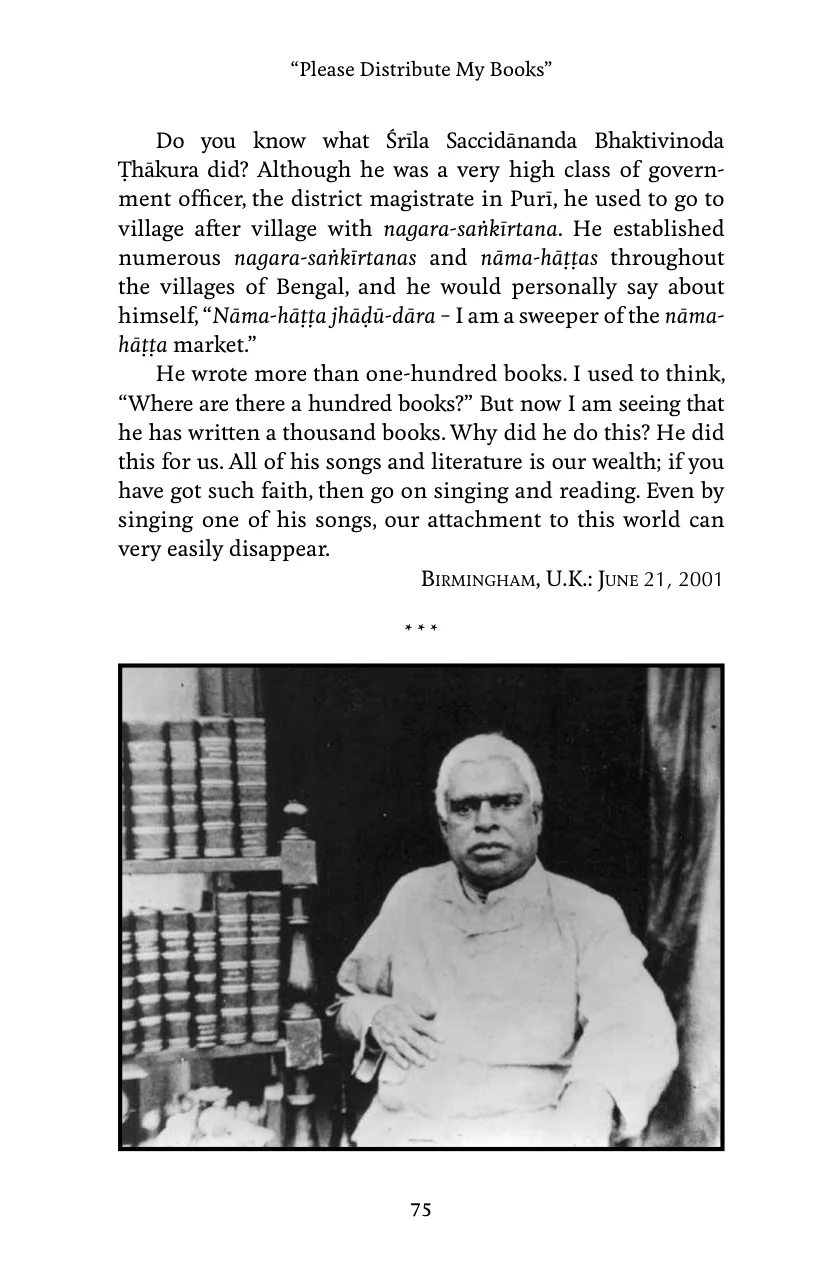 “Please Distribute My Books”
Do you know what Śrīla Saccidānanda Bhaktivinoda
Ṭhākura did? Although he was a very high class of govern-
ment officer, the district magistrate in Purī, he used to go to
village after village with nagara-saṅkīrtana. He established
numerous nagara-saṅkīrtanas and nāma-hāṭṭas throughout
the villages of Bengal, and he would personally say about
himself, “Nāma-hāṭṭa jhāḍū-dāra – I am a sweeper of the nāma-
hāṭṭa market.”
He wrote more than one-hundred books. I used to think,
“Where are there a hundred books?” But now I am seeing that
he has written a thousand books. Why did he do this? He did
this for us. All of his songs and literature is our wealth; if you
have got such faith, then go on singing and reading. Even by
singing one of his songs, our attachment to this world can
very easily disappear.
Birmingham, U.K.: June 21, 2001
* * *
75